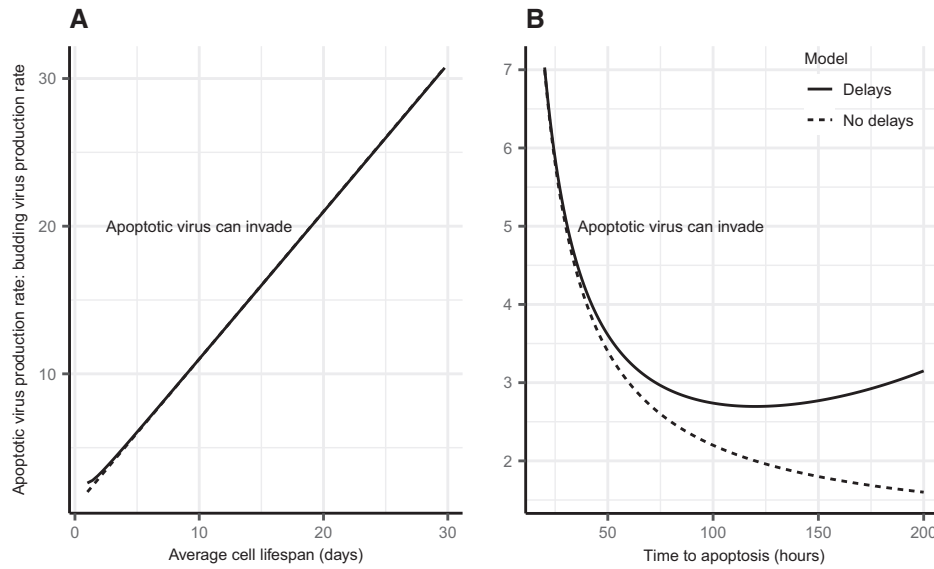 A
Apoptotic virus production rate: budding virus production rate
30
20
10
Apoptotic virus can invade
0
10
20
30
Average cell lifespan (days)
B
7
6
5
4
3
2
Model
Delays
No delays
Apoptotic virus can invade
50
100
150
200
Time to apoptosis (hours)